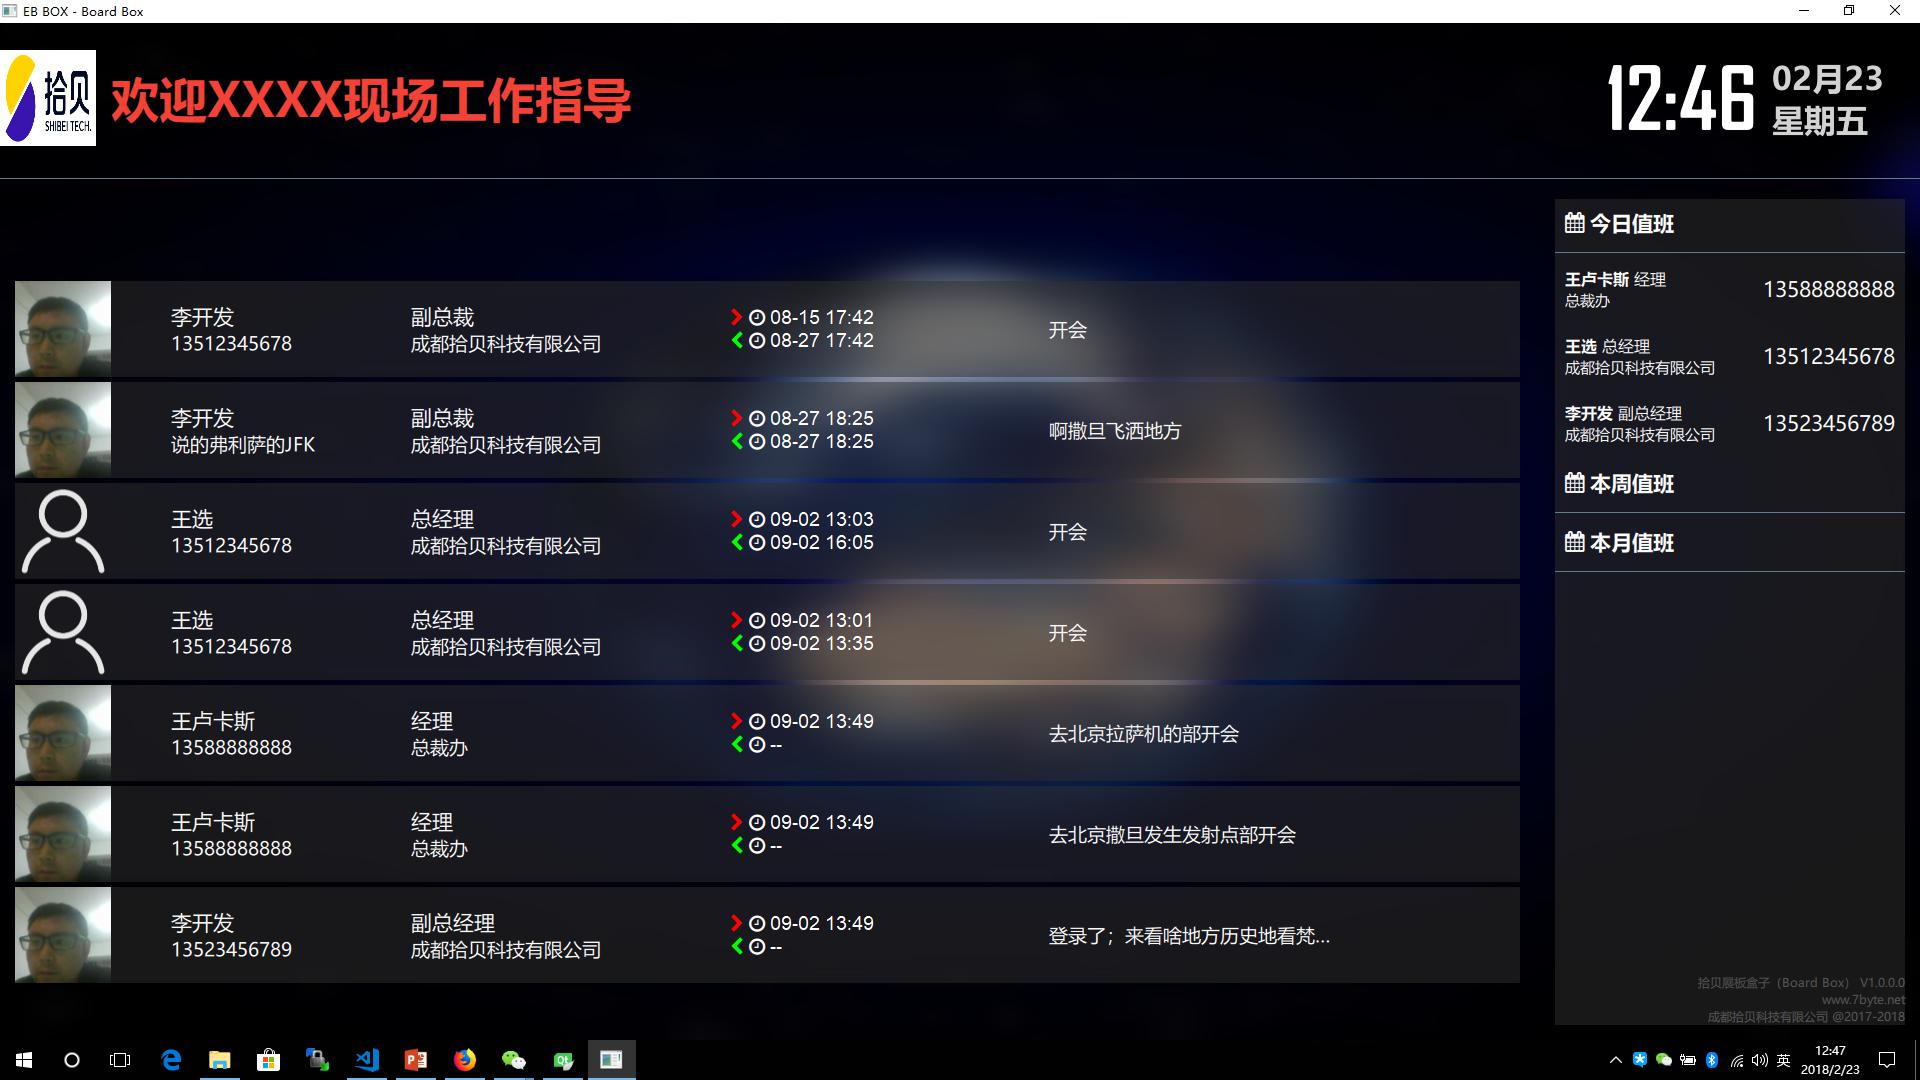 EB BOX - Board Box
拾贝
SHIBEI TECH.
欢迎XXXX现场工作指导
12:46
02月23
星期五
李开发
13512345678
副总裁
成都拾贝科技有限公司
08-15 17:42
08-27 17:42
开会
李开发
说的弗利萨的JFK
副总裁
成都拾贝科技有限公司
08-27 18:25
08-27 18:25
啊撒旦飞洒地方
王选
13512345678
总经理
成都拾贝科技有限公司
09-02 13:03
09-02 16:05
开会
王选
13512345678
总经理
成都拾贝科技有限公司
09-02 13:01
09-02 13:35
开会
王卢卡斯
13588888888
经理
总裁办
09-02 13:49
--
去北京拉萨机的部开会
王卢卡斯
13588888888
经理
总裁办
09-02 13:49
--
去北京撒旦发生发射点部开会
李开发
13523456789
副总经理
成都拾贝科技有限公司
09-02 13:49
--
登录了；来看啥地方历史地看梵...
今日值班
王卢卡斯 经理
总裁办
13588888888
王选 总经理
成都拾贝科技有限公司
13512345678
李开发 副总经理
成都拾贝科技有限公司
13523456789
本周值班
本月值班
拾贝展板盒子（Board Box） V1.0.0.0
www.7byte.net
成都拾贝科技有限公司 @2017-2018
英
12:47
2018/2/23